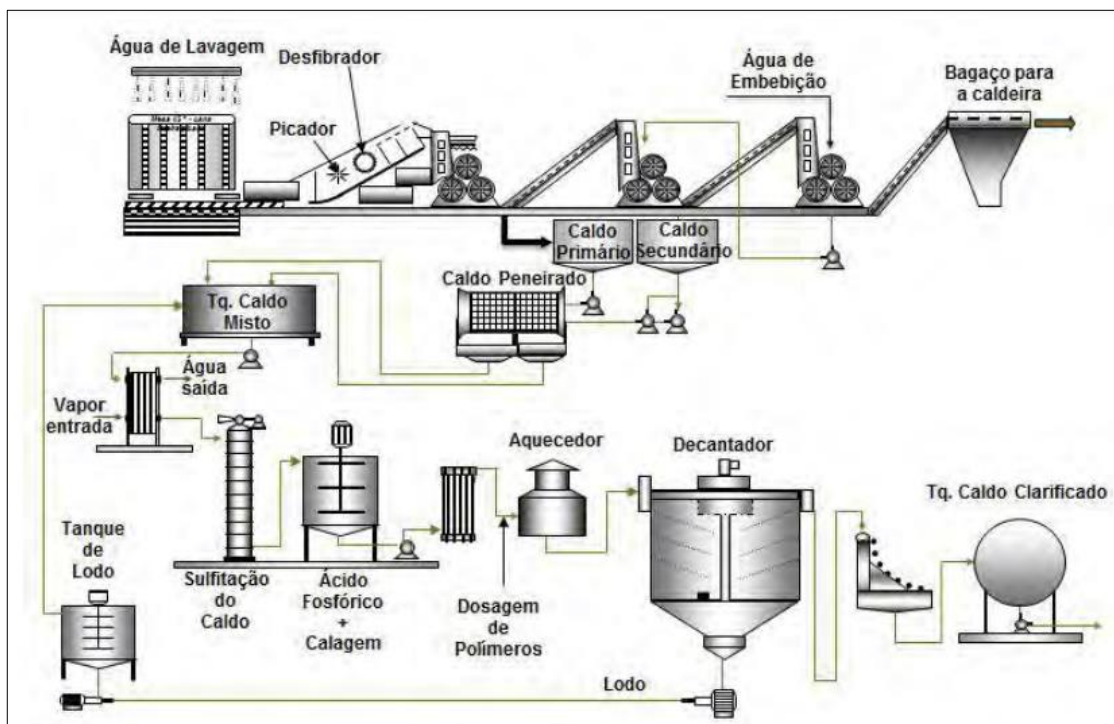 Água de Lavagem
Desfibrador
Picador
Água de
Embebição
Bagaço para
a caldeira
Caldo
Primário
Caldo
Secundário
Caldo Peneirado
Tq. Caldo
Misto
Água
saída
Vapor
entrada
Aquecedor
Decantador
Tq. Caldo Clarificado
Tanque
de
Lodo
Sulfitação
do
Caldo
Ácido
Fosfórico
+
Calagem
Dosagem
de
Polímeros
Lodo